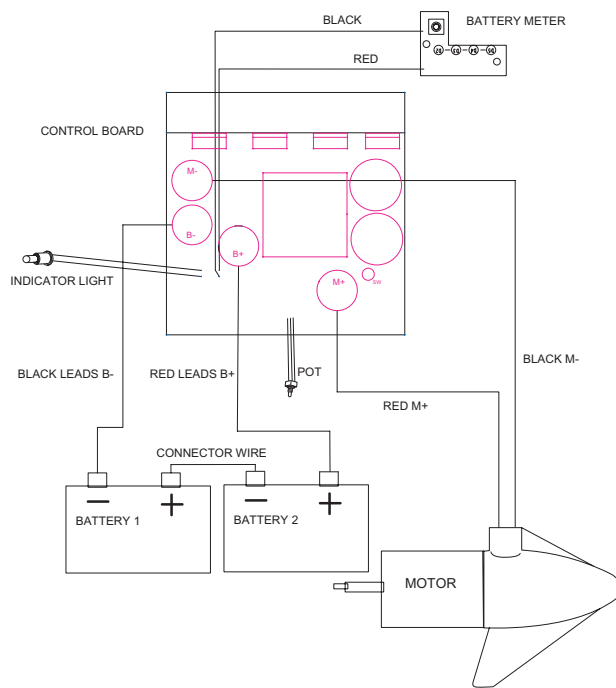 BLACK
BATTERY METER
RED
CONTROL BOARD
M-
B-
B+
M+
SW
INDICATOR LIGHT
BLACK LEADS B-
RED LEADS B+
POT
RED M+
BLACK M-
CONNECTOR WIRE
BATTERY 1
BATTERY 2
MOTOR